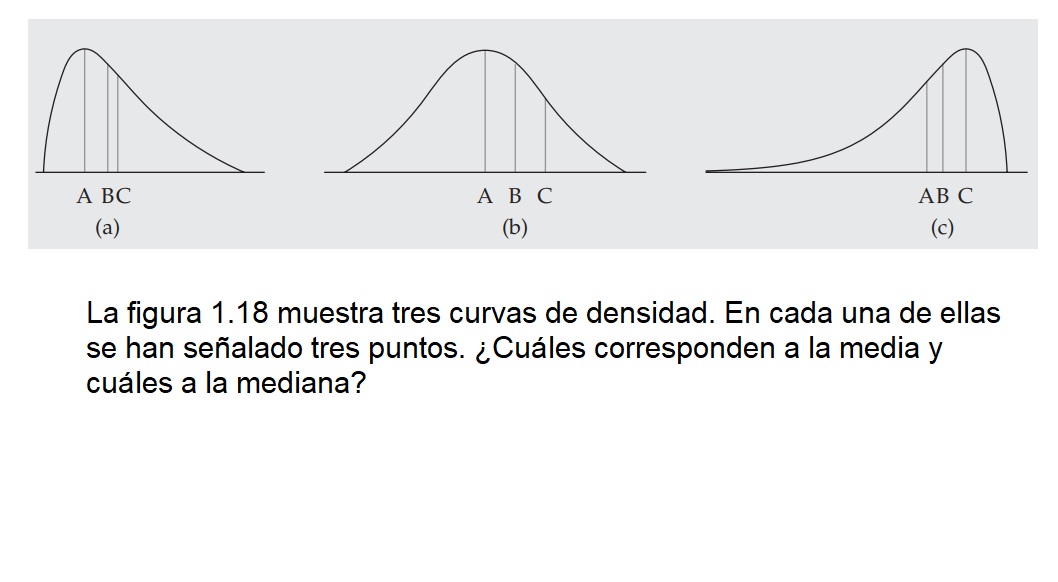 A BC A B C AB C
(a) (b) (c)
La figura 1.18 muestra tres curvas de densidad. En cada una de ellas
se han señalado tres puntos. ¿Cuáles corresponden a la media y
cuáles a la mediana?